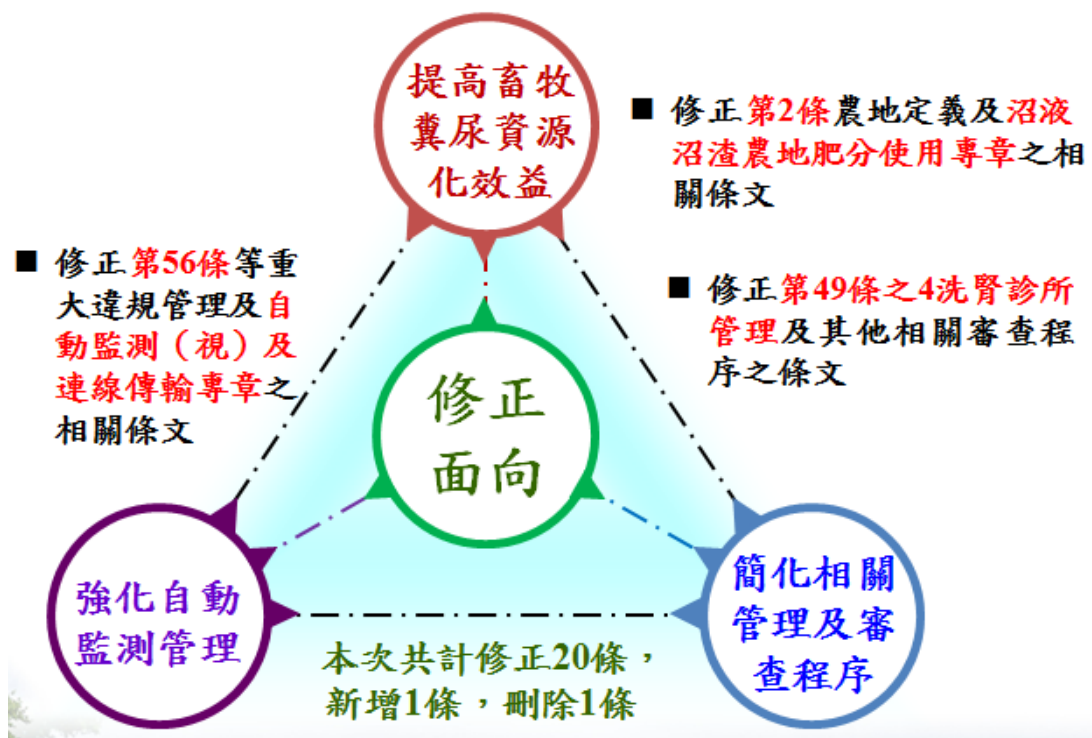 提高畜牧
糞尿資源
化效益
■ 修正第2條農地定義及沼液
沼渣農地肥分使用專章之相
關條文
■ 修正第56條等重
大違規管理及自
動監測（視）及
連線傳輸專章之
相關條文
■ 修正第49條之4洗腎診所
管理及其他相關審查程
序之條文
修正
面向
強化自動
監測管理
簡化相關
管理及審
查程序
本次共計修正20條，
新增1條，刪除1條